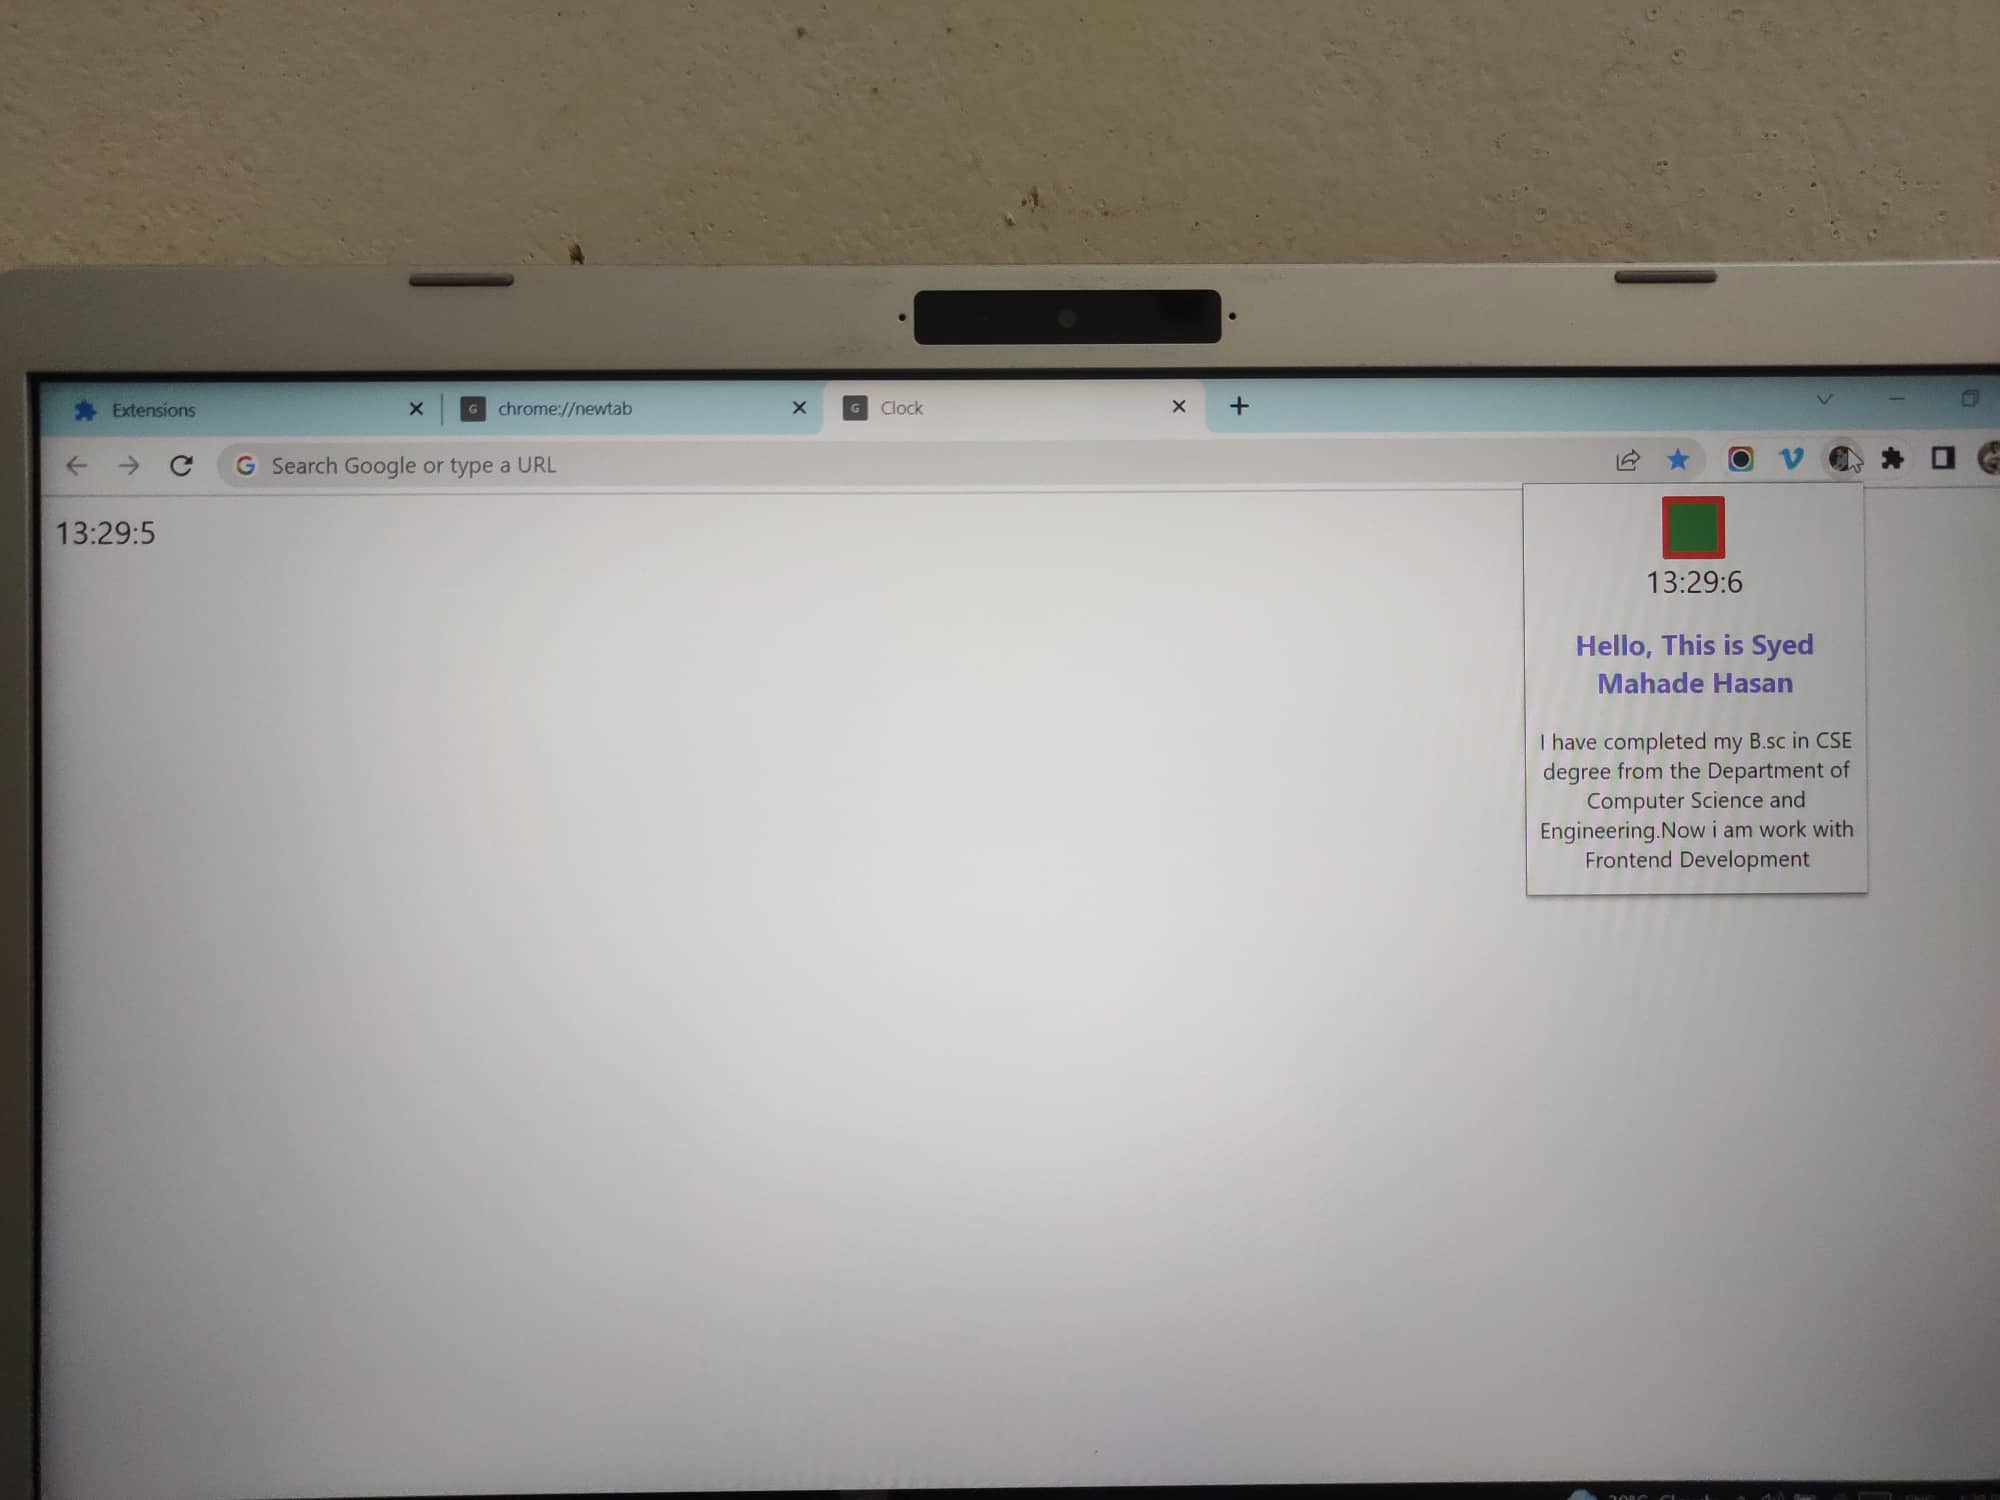 Extensions
chrome://newtab
Clock
Search Google or type a URL
13:29:5
13:29:6
Hello, This is Syed
Mahade Hasan
I have completed my B.sc in CSE
degree from the Department of
Computer Science and
Engineering.Now i am work with
Frontend Development